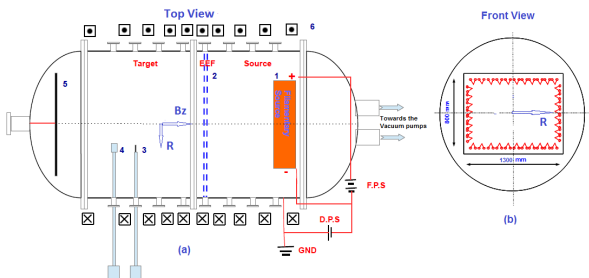 Top View
Front View
6
Target
EEF
Source
1
+
2
5
Filamentary
Source
Bz
R
4
3
-
Towards the
Vacuum pumps
F.P.S
D.P.S
GND
(a)
800 mm
R
1300 mm
(b)